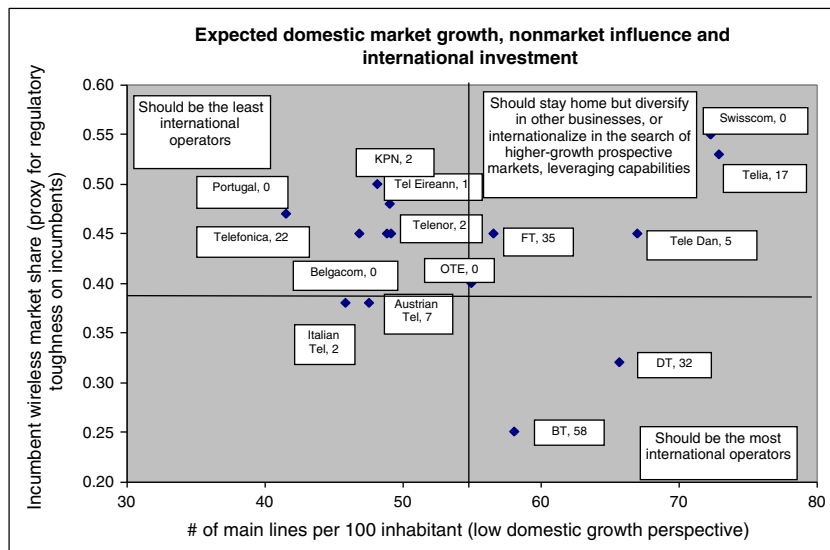 Expected domestic market growth, nonmarket influence and
international investment
Incumbent wireless market share (proxy for regulatory
toughness on incumbents)
0.60
0.55
0.50
0.45
0.40
0.35
0.30
0.25
0.20
Should be the least
international
operators
Should stay home but diversify
in other businesses, or
internationalize in the search of
higher-growth prospective
markets, leveraging capabilities
Swisscom, 0
Telia, 17
KPN, 2
Tel Eireann, 1
Portugal, 0
Telefonica, 22
Telenor, 2
FT, 35
Tele Dan, 5
Belgacom, 0
OTE, 0
Austrian
Tel, 7
Italian
Tel, 2
DT, 32
BT, 58
Should be the most
international operators
30
40
50
60
70
80
# of main lines per 100 inhabitant (low domestic growth perspective)